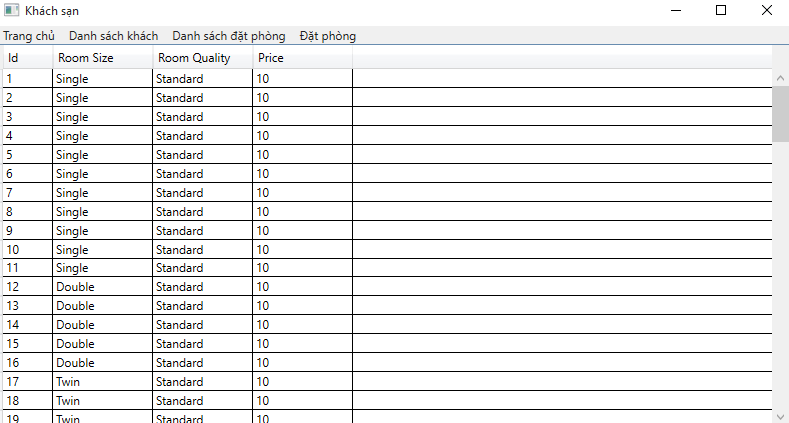 Khách sạn
Trang chủ Danh sách khách Danh sách đặt phòng Đặt phòng
Id Room Size Room Quality Price
1 Single Standard 10
2 Single Standard 10
3 Single Standard 10
4 Single Standard 10
5 Single Standard 10
6 Single Standard 10
7 Single Standard 10
8 Single Standard 10
9 Single Standard 10
10 Single Standard 10
11 Single Standard 10
12 Double Standard 10
13 Double Standard 10
14 Double Standard 10
15 Double Standard 10
16 Double Standard 10
17 Twin Standard 10
18 Twin Standard 10
19 Twin Standard 10